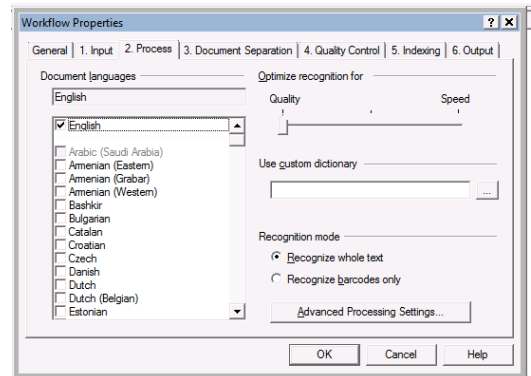 Workflow Properties
General 1. Input 2. Process 3. Document Separation 4. Quality Control 5. Indexing 6. Output
Document languages
English
English
Arabic (Saudi Arabia)
Armenian (Eastern)
Armenian (Grabar)
Armenian (Western)
Bashkir
Bulgarian
Catalan
Croatian
Czech
Danish
Dutch
Dutch (Belgian)
Estonian
Optimize recognition for
Quality Speed
Use custom dictionary
...
Recognition mode
Recognize whole text
Recognize barcodes only
Advanced Processing Settings...
OK Cancel Help